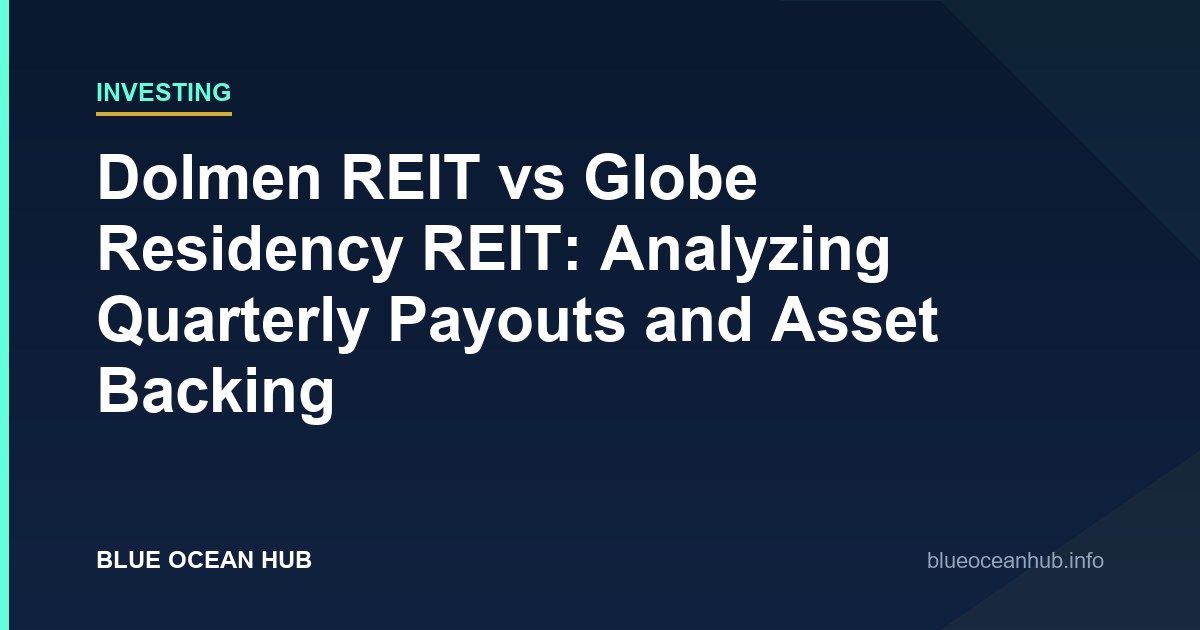 INVESTING
Dolmen REIT vs Globe
Residency REIT: Analyzing
Quarterly Payouts and Asset
Backing
BLUE OCEAN HUB
blueoceanhub.info